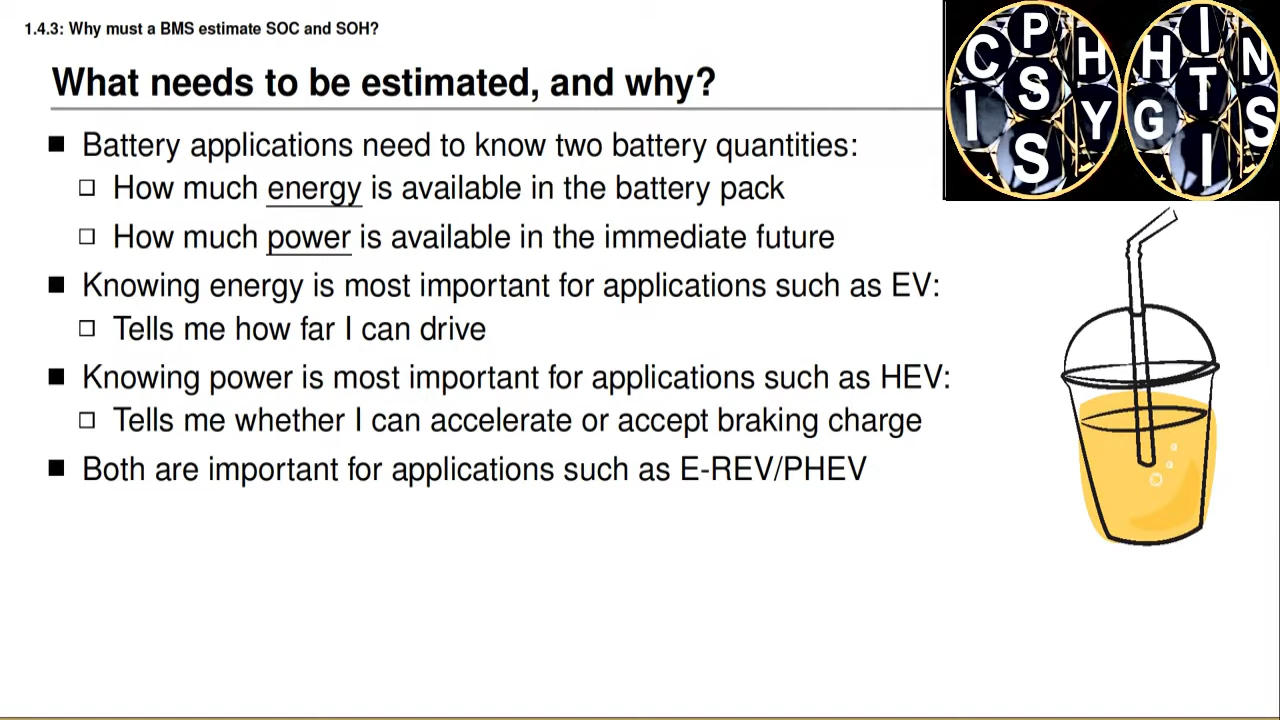 1.4.3: Why must a BMS estimate SOC and SOH?
What needs to be estimated, and why?
Battery applications need to know two battery quantities:
How much energy is available in the battery pack
How much power is available in the immediate future
Knowing energy is most important for applications such as EV:
Tells me how far I can drive
Knowing power is most important for applications such as HEV:
Tells me whether I can accelerate or accept braking charge
Both are important for applications such as E-REV/PHEV
PHYSICS
INSIGHT